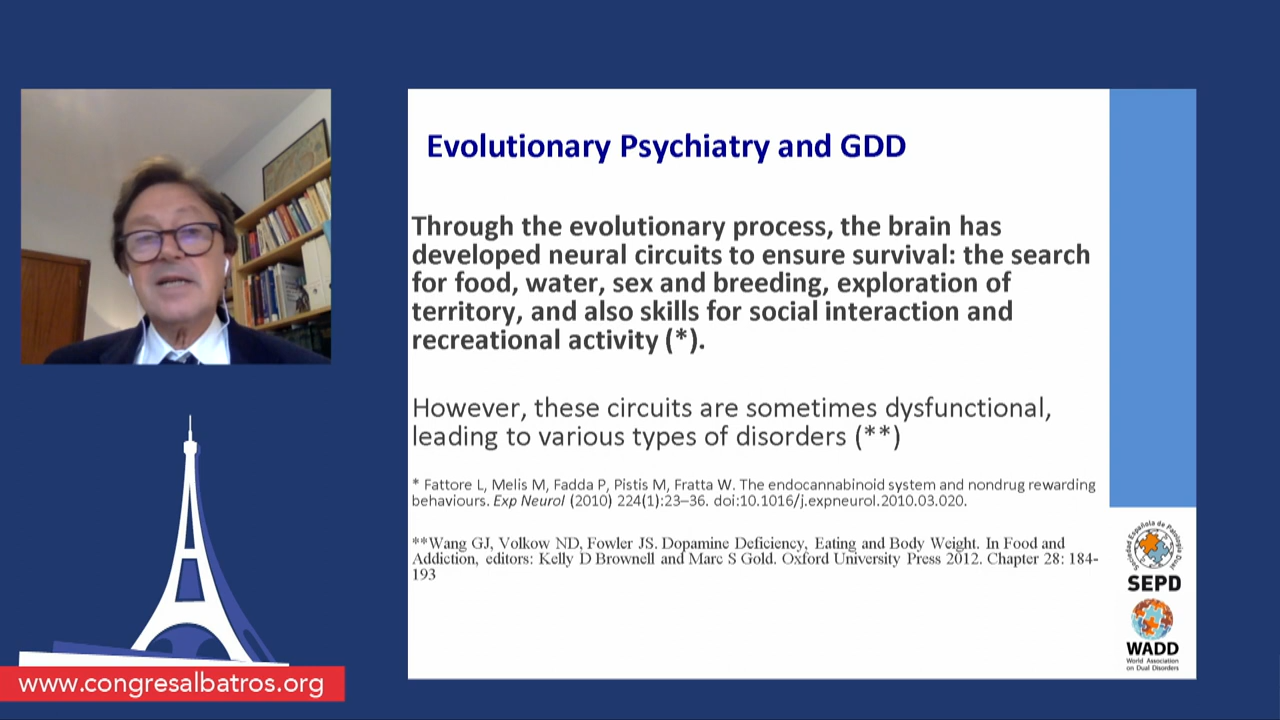 Evolutionary Psychiatry and GDD
Through the evolutionary process, the brain has
developed neural circuits to ensure survival: the search
for food, water, sex and breeding, exploration of
territory, and also skills for social interaction and
recreational activity (*).
However, these circuits are sometimes dysfunctional,
leading to various types of disorders (**)
* Fattore L, Melis M, Fadda P, Pistis M, Fratta W. The endocannabinoid system and nondrug rewarding
behaviours. Exp Neurol (2010) 224(1):23–36. doi:10.1016/j.expneurol.2010.03.020.
**Wang GJ, Volkow ND, Fowler JS. Dopamine Deficiency, Eating and Body Weight. In Food and
Addiction, editors: Kelly D Brownell and Marc S Gold. Oxford University Press 2012. Chapter 28: 184-
193
Sociedad Española de Patología Dual
SEPD
WADD
World Association
on Dual Disorders
www.congresalbatros.org